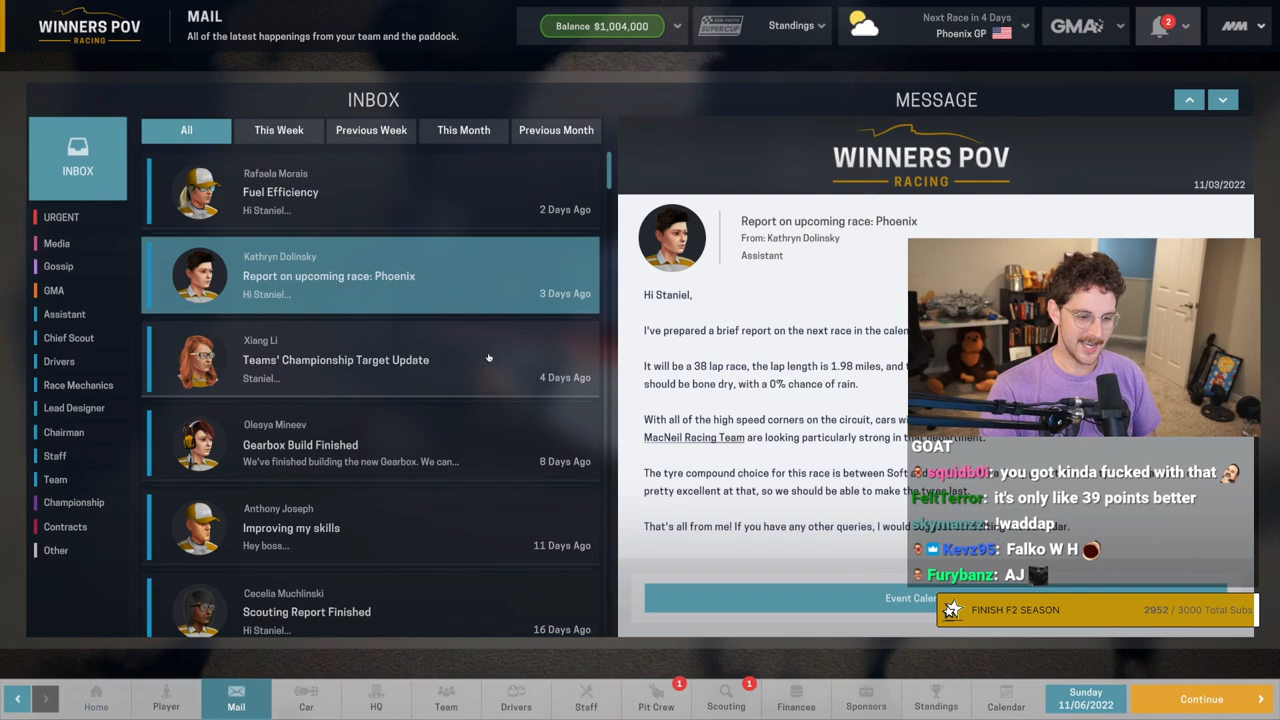 WINNERS POV
RACING
MAIL
All of the latest happenings from your team and the paddock.
Balance $1,004,000
Standings
Next Race in 4 Days
Phoenix GP
GMA
2
INBOX
MESSAGE
INBOX
URGENT
Media
Gossip
GMA
Assistant
Chief Scout
Drivers
Race Mechanics
Lead Designer
Chairman
Staff
Team
Championship
Contracts
Other
All
This Week
Previous Week
This Month
Previous Month
Rafaela Morais
Fuel Efficiency
Hi Staniel...
2 Days Ago
Kathryn Dolinsky
Report on upcoming race: Phoenix
Hi Staniel...
3 Days Ago
Xiang Li
Teams' Championship Target Update
Staniel...
4 Days Ago
Olesya Mineev
Gearbox Build Finished
We've finished building the new Gearbox. We can...
8 Days Ago
Anthony Joseph
Improving my skills
Hey boss...
11 Days Ago
Cecelia Muchlinski
Scouting Report Finished
Hi Staniel...
16 Days Ago
WINNERS POV
RACING
11/03/2022
Report on upcoming race: Phoenix
From: Kathryn Dolinsky
Assistant
Hi Staniel,
I've prepared a brief report on the next race in the
It will be a 38 lap race, the lap length is 1.98 miles, and
should be bone dry, with a 0% chance of rain.
With all of the high speed corners on the circuit, cars
MacNeil Racing Team are looking particularly strong in
The tyre compound choice for this race is between Soft
pretty excellent at that, so we should be able to make the tyres last.
That's all from me! If you have any other queries, I would
Event
GOAT
squidb0i: you got kinda fucked with that
FeltTerror: it's only like 39 points better
skymanzz: !waddap
Kevz95: Falko W H
Furybanz: AJ
FINISH F2 SEASON
2952 / 3000 Total Subs
Home
Player
Mail
Car
HQ
Team
Drivers
Staff
1
Pit Crew
1
Scouting
Finances
Sponsors
Standings
Calendar
Sunday
11/06/2022
Continue